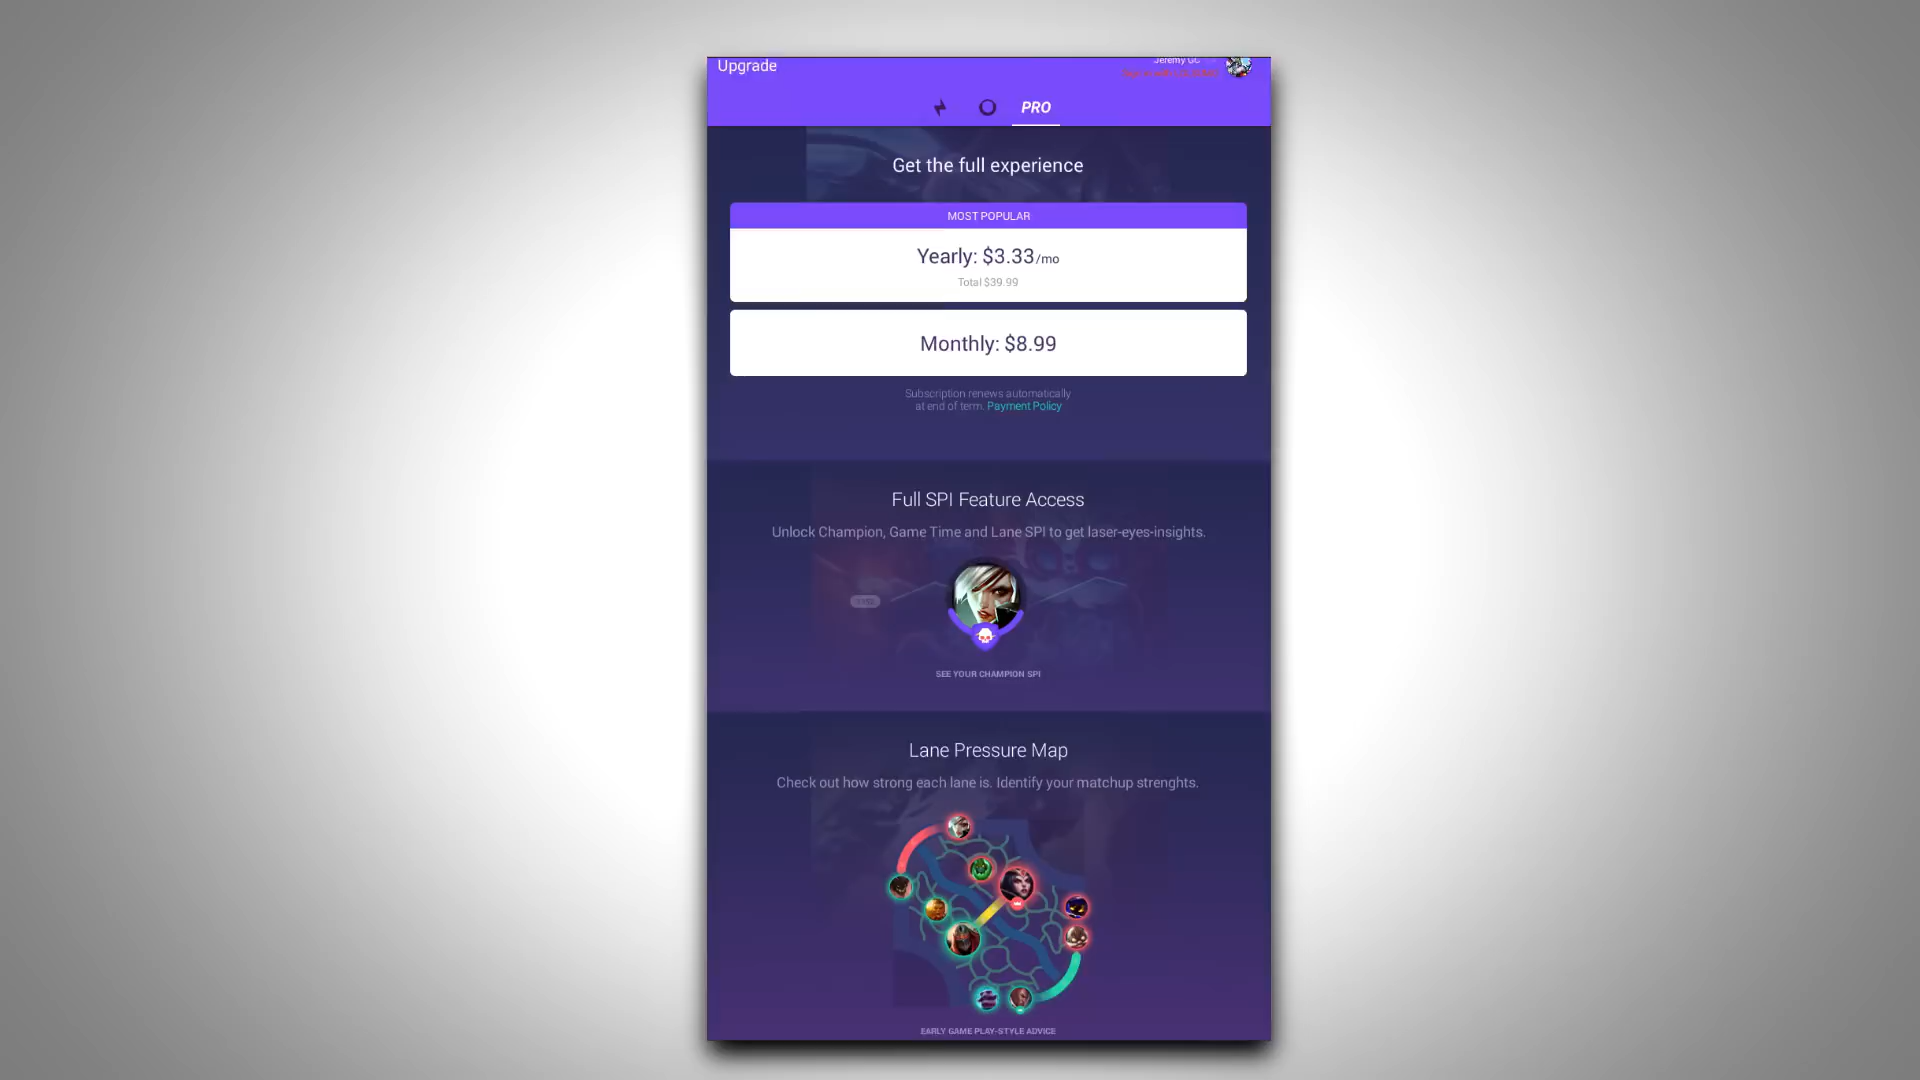 Upgrade
Jeremy GC
PRO
Get the full experience
MOST POPULAR
Yearly: $3.33/mo
Total $39.99
Monthly: $8.99
Subscription renews automatically
at end of term. Payment Policy
Full SPI Feature Access
Unlock Champion, Game Time and Lane SPI to get laser-eyes-insights.
SEE YOUR CHAMPION SPI
Lane Pressure Map
Check out how strong each lane is. Identify your matchup strenghts.
EARLY GAME PLAY-STYLE ADVICE